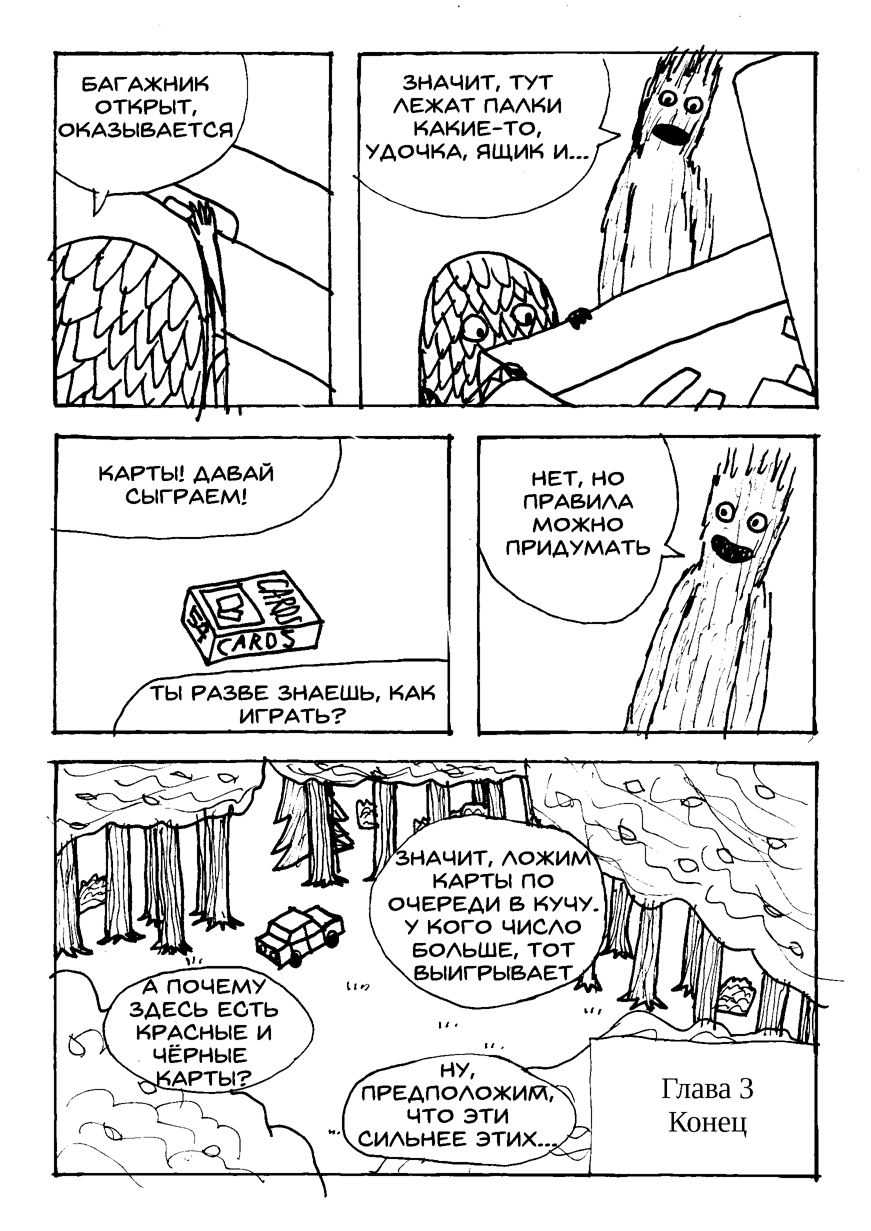 БАГАЖНИК
ОТКРЫТ,
ОКАЗЫВАЕТСЯ
ЗНАЧИТ, ТУТ
ЛЕЖАТ ПАЛКИ
КАКИЕ-ТО,
УДОЧКА, ЯЩИК И...
КАРТЫ! ДАВАЙ
СЫГРАЕМ!
CARDS
54
CARDS
ТЫ РАЗВЕ ЗНАЕШЬ, КАК
ИГРАТЬ?
НЕТ, НО
ПРАВИЛА
МОЖНО
ПРИДУМАТЬ
ЗНАЧИТ, ЛОЖИМ
КАРТЫ ПО
ОЧЕРЕДИ В КУЧУ.
У КОГО ЧИСЛО
БОЛЬШЕ, ТОТ
ВЫИГРЫВАЕТ
А ПОЧЕМУ
ЗДЕСЬ ЕСТЬ
КРАСНЫЕ И
ЧЁРНЫЕ
КАРТЫ?
НУ,
ПРЕДПОЛОЖИМ,
ЧТО ЭТИ
СИЛЬНЕЕ ЭТИХ...
Глава 3
Конец